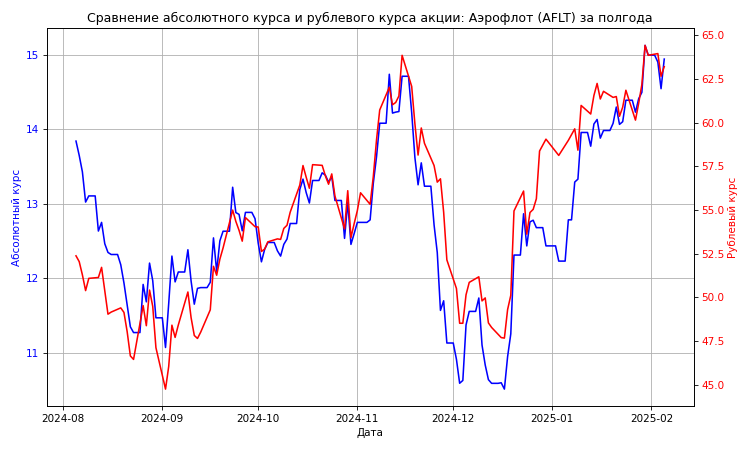 Сравнение абсолютного курса и рублевого курса акции: Аэрофлот (AFLT) за полгода
Абсолютный курс
15
14
13
12
11
65.0
62.5
60.0
57.5
55.0
52.5
50.0
47.5
45.0
Рублевый курс
2024-08 2024-09 2024-10 2024-11 2024-12 2025-01 2025-02
Дата